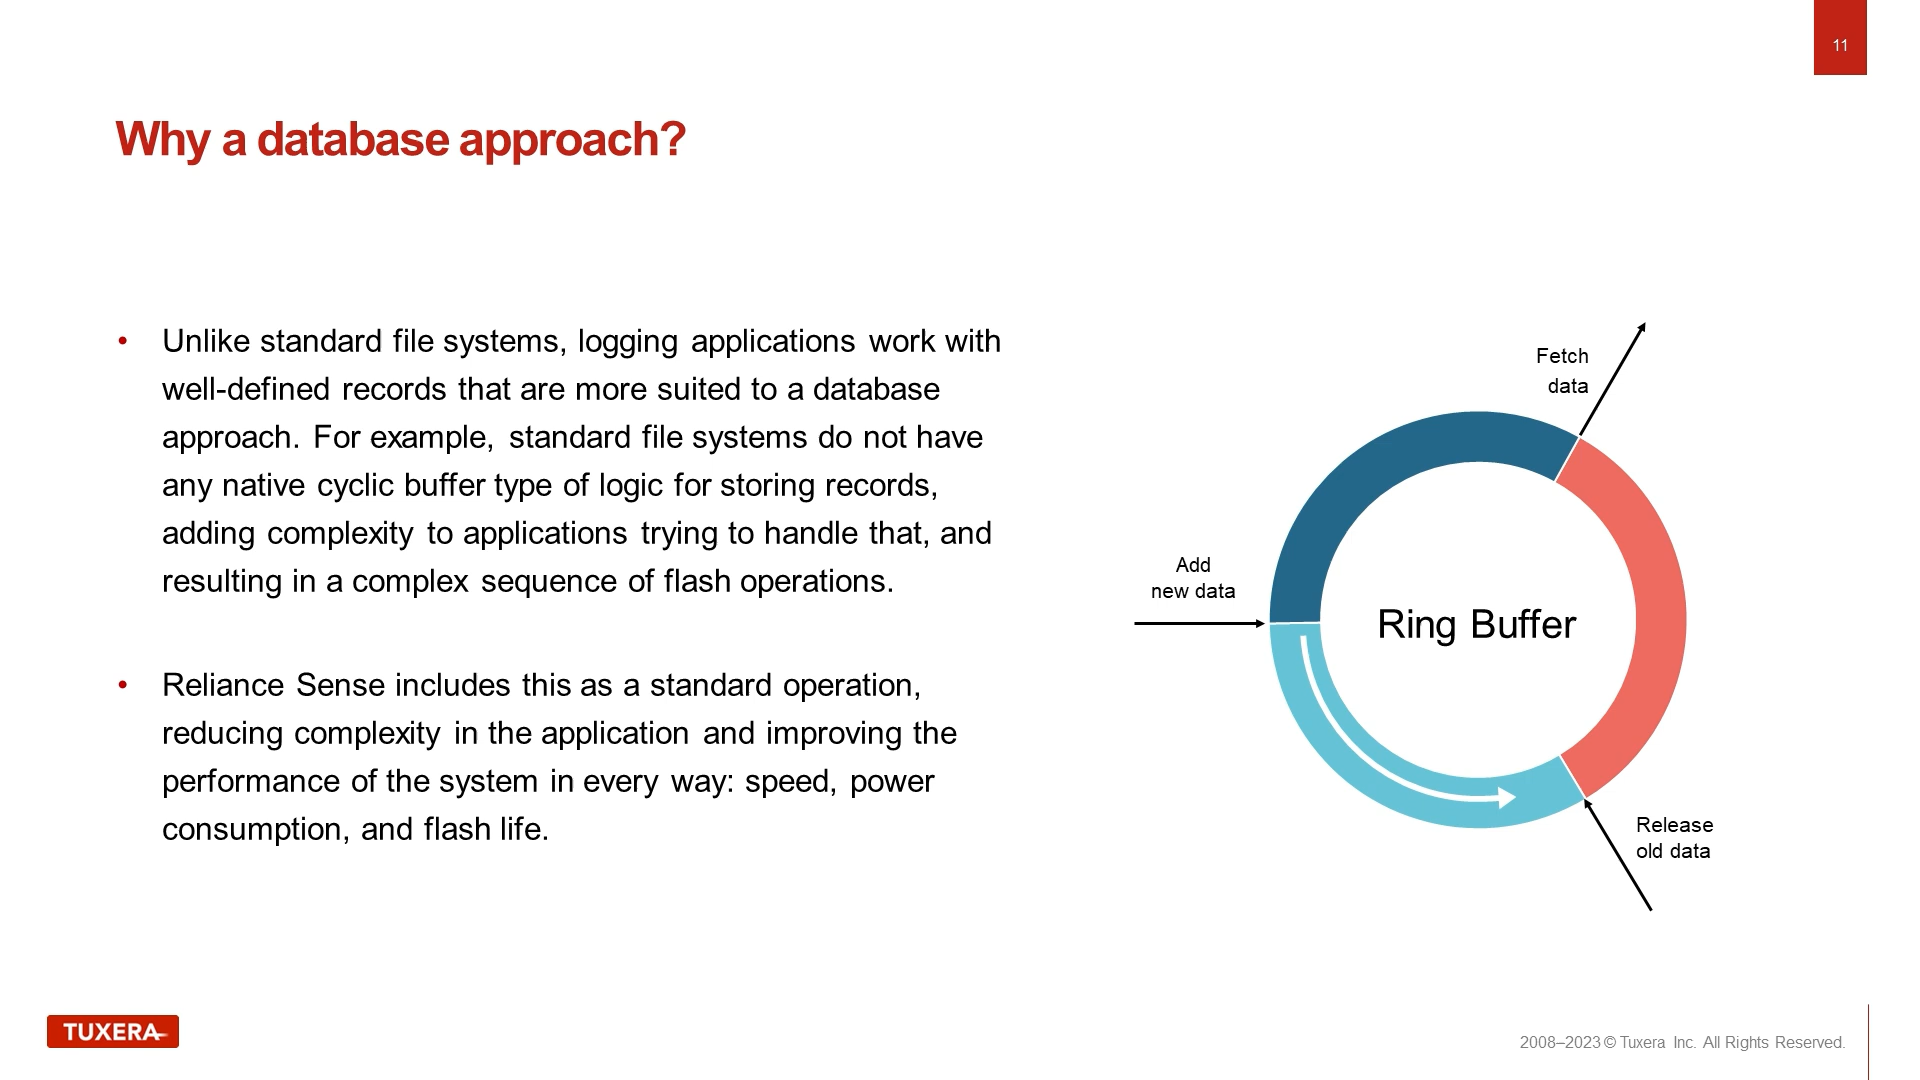 11
Why a database approach?
• Unlike standard file systems, logging applications work with
well-defined records that are more suited to a database
approach. For example, standard file systems do not have
any native cyclic buffer type of logic for storing records,
adding complexity to applications trying to handle that, and
resulting in a complex sequence of flash operations.
• Reliance Sense includes this as a standard operation,
reducing complexity in the application and improving the
performance of the system in every way: speed, power
consumption, and flash life.
Fetch
data
Add
new data
Ring Buffer
Release
old data
TUXERA
2008–2023 © Tuxera Inc. All Rights Reserved.